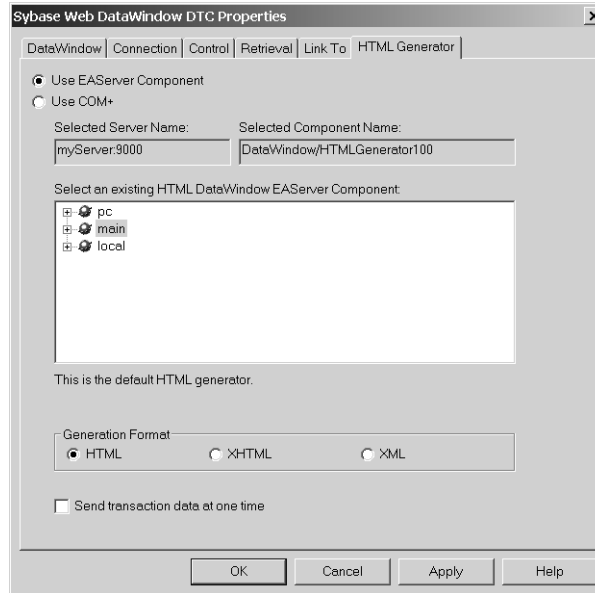 Sybase Web DataWindow DTC Properties
DataWindow Connection Control Retrieval Link To HTML Generator
Use EAServer Component
Use COM+
Selected Server Name: Selected Component Name:
myServer:9000 DataWindow/HTMLGenerator100
Select an existing HTML DataWindow EAServer Component:
pc
main
local
This is the default HTML generator.
Generation Format
HTML XHTML XML
Send transaction data at one time
OK Cancel Apply Help